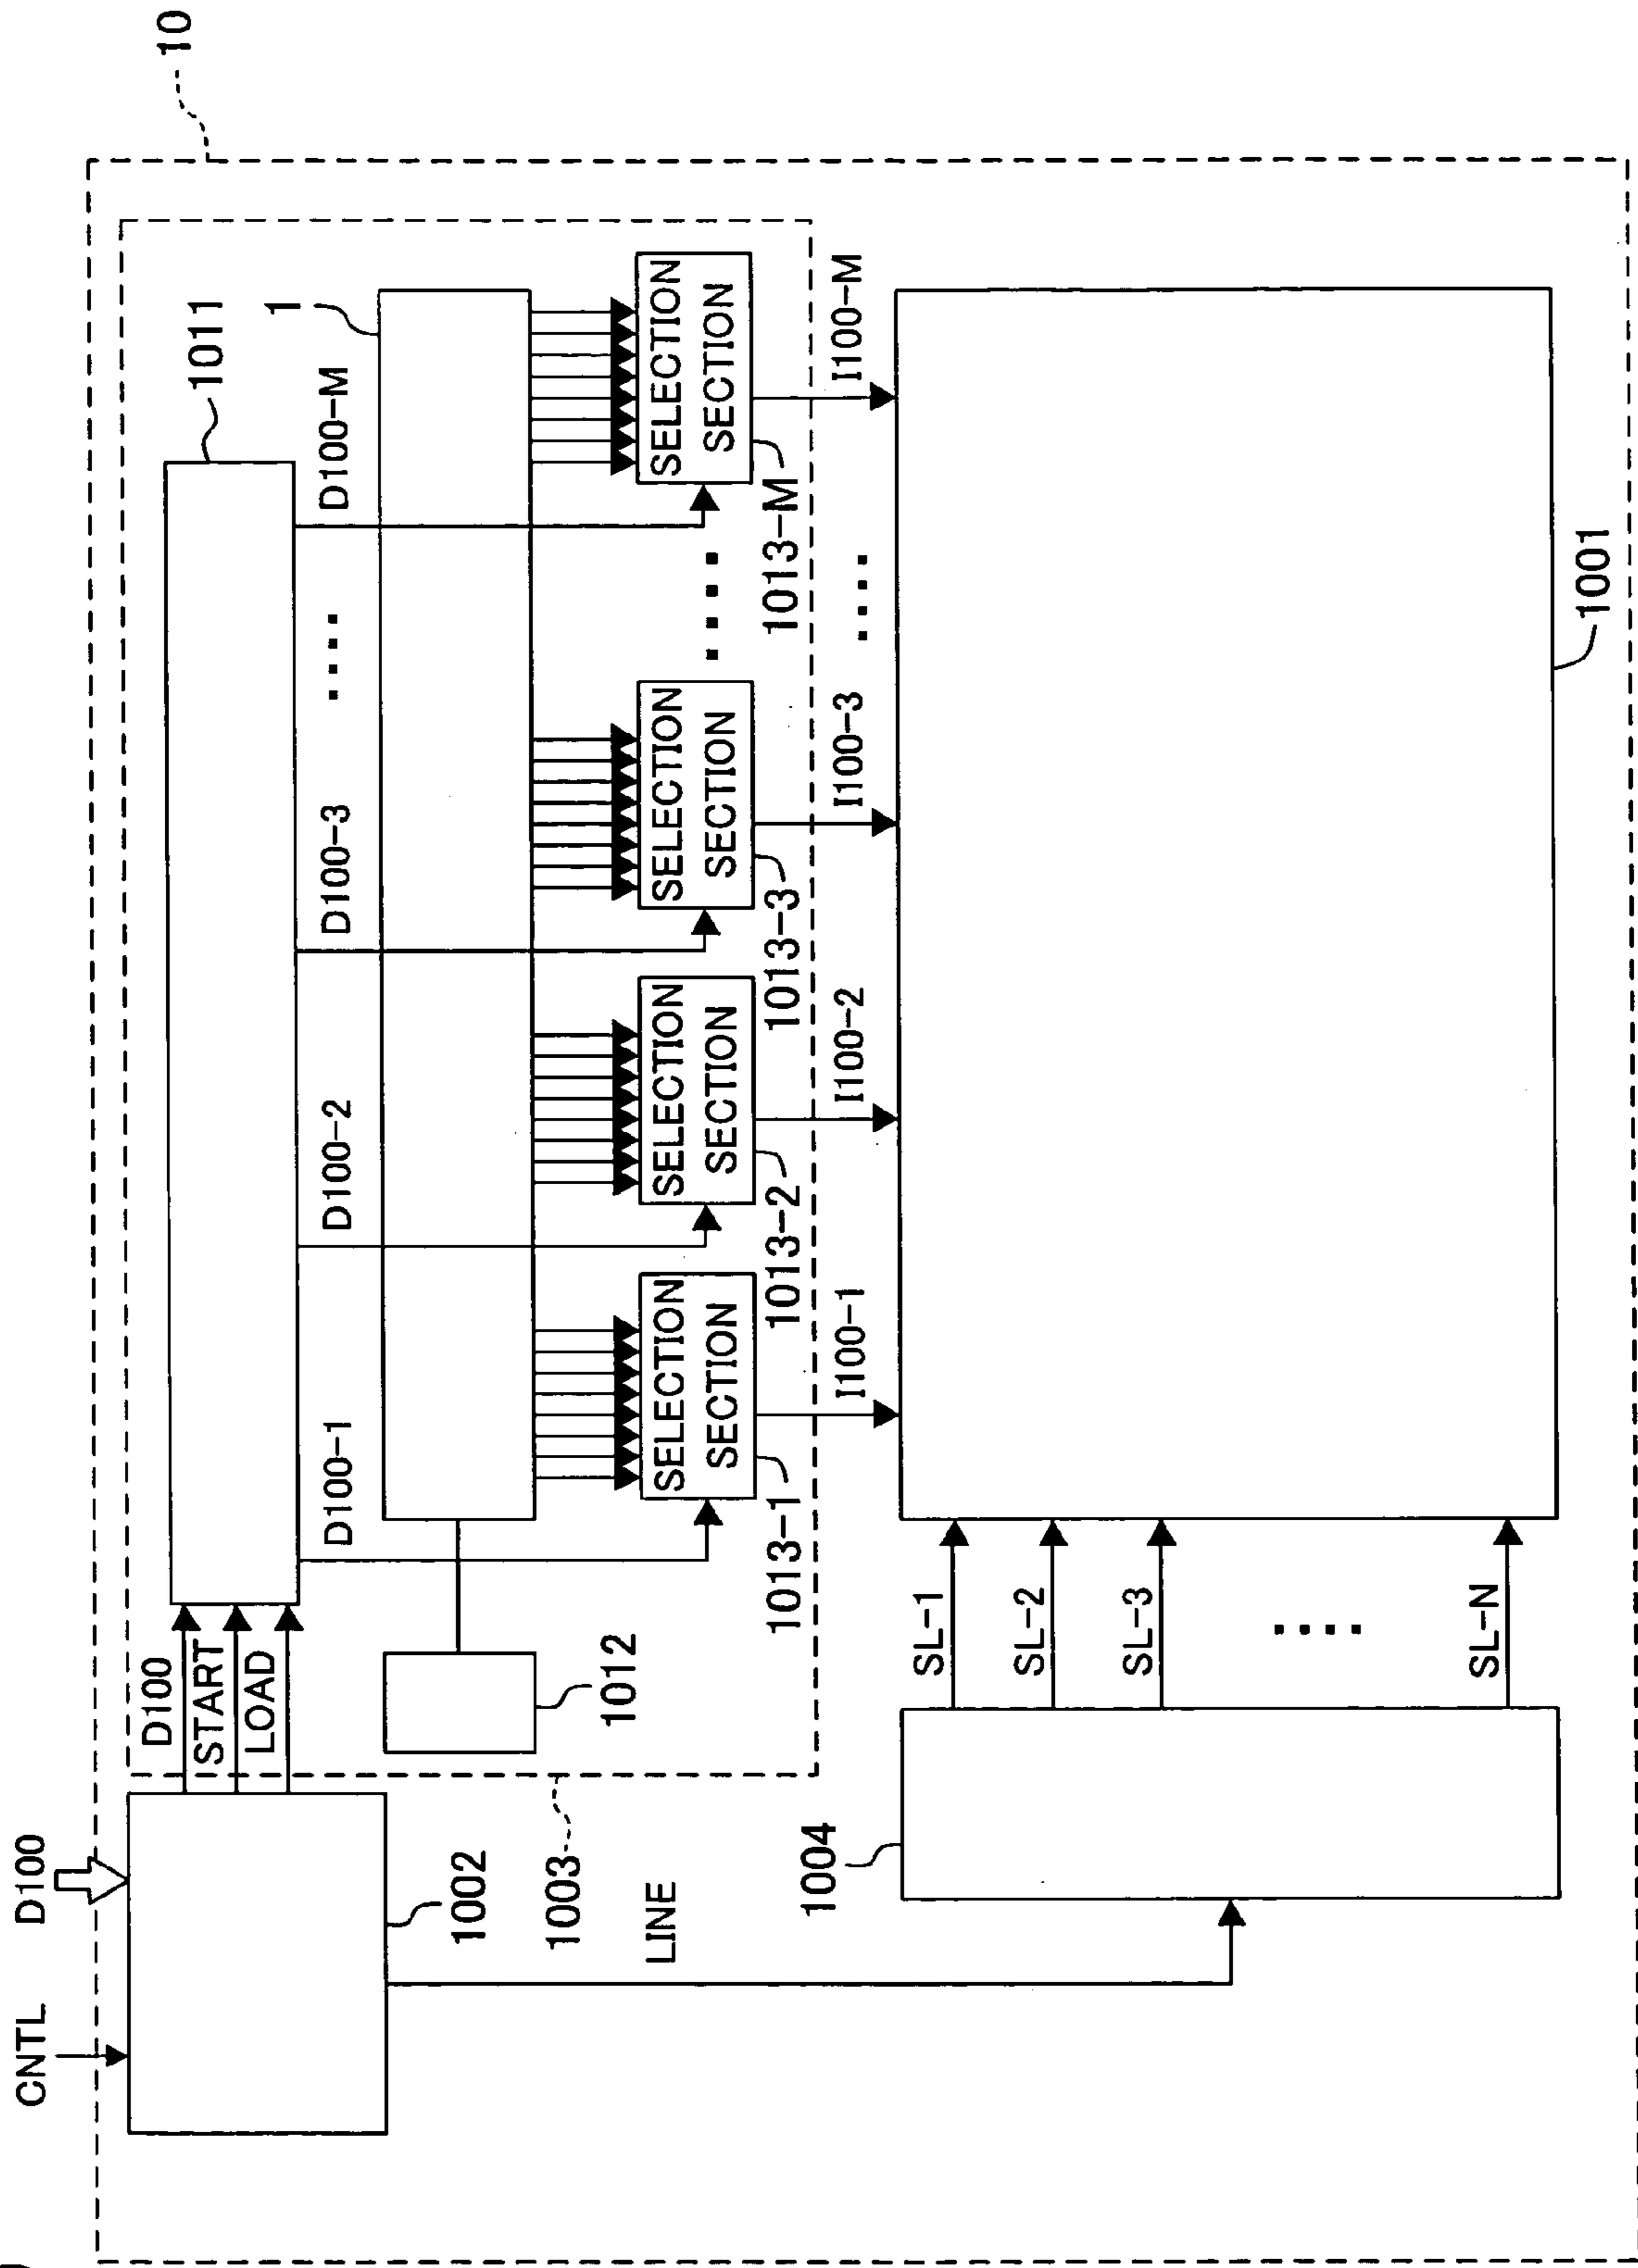 10
CNTL
D100
D100
START
LOAD
1011
1
D100-1
D100-2
D100-3
....
D100-M
1002
1012
1003
SELECTION
SECTION
SELECTION
SECTION
SELECTION
SECTION
SELECTION
SECTION
....
1013-1
1013-2
1013-3
1013-M
I100-1
I100-2
I100-3
....
I100-M
LINE
1004
SL-1
SL-2
SL-3
....
SL-N
1001